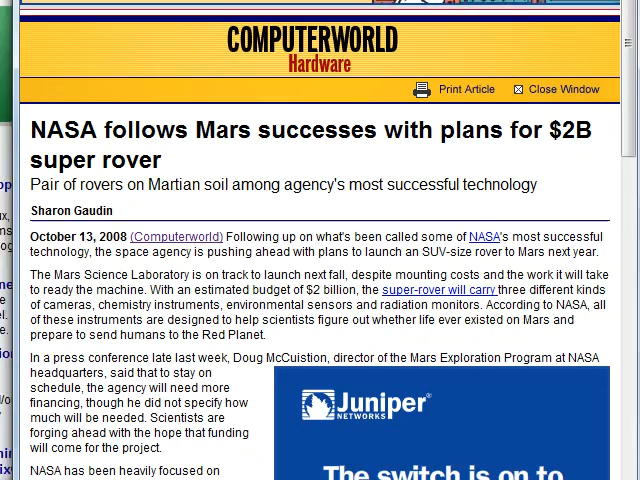 COMPUTERWORLD
Hardware
Print Article Close Window
NASA follows Mars successes with plans for $2B
super rover
Pair of rovers on Martian soil among agency's most successful technology
Sharon Gaudin
October 13, 2008 (Computerworld) Following up on what's been called some of NASA's most successful
technology, the space agency is pushing ahead with plans to launch an SUV-size rover to Mars next year.
The Mars Science Laboratory is on track to launch next fall, despite mounting costs and the work it will take
to ready the machine. With an estimated budget of $2 billion, the super-rover will carry three different kinds
of cameras, chemistry instruments, environmental sensors and radiation monitors. According to NASA, all
of these instruments are designed to help scientists figure out whether life ever existed on Mars and
prepare to send humans to the Red Planet.
In a press conference late last week, Doug McCuistion, director of the Mars Exploration Program at NASA
headquarters, said that to stay on
schedule, the agency will need more
financing, though he did not specify how
much will be needed. Scientists are
forging ahead with the hope that funding
will come for the project.
NASA has been heavily focused on
Juniper
NETWORKS
The switch is on to